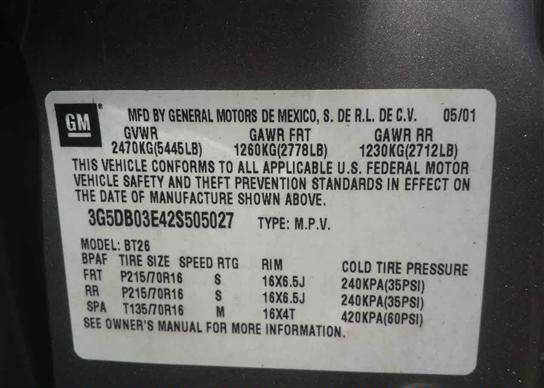 GM ® MFD BY GENERAL MOTORS DE MEXICO, S. DE R.L. DE C.V. 05/01
GVWR GAWR FRT GAWR RR
2470KG(5445LB) 1260KG(2778LB) 1230KG(2712LB)
THIS VEHICLE CONFORMS TO ALL APPLICABLE U.S. FEDERAL MOTOR
VEHICLE SAFETY AND THEFT PREVENTION STANDARDS IN EFFECT ON
THE DATE OF MANUFACTURE SHOWN ABOVE.
3G5DB03E42S505027 TYPE: M.P.V.
MODEL: BT26
BPAF TIRE SIZE SPEED RTG RIM COLD TIRE PRESSURE
FRT P215/70R16 S 16X6.5J 240KPA(35PSI)
RR P215/70R16 S 16X6.5J 240KPA(35PSI)
SPA T135/70R16 M 16X4T 420KPA(60PSI)
SEE OWNER'S MANUAL FOR MORE INFORMATION.